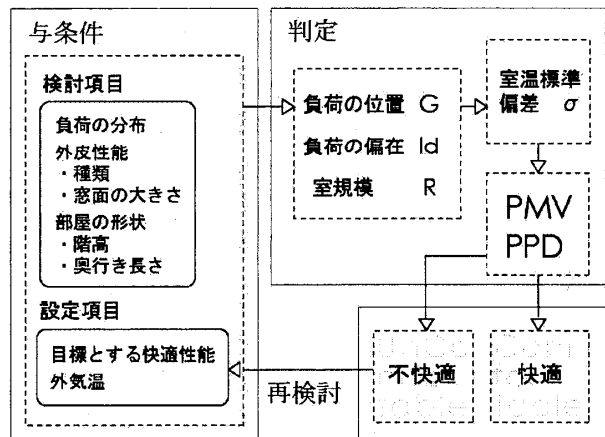 与条件
検討項目
負荷の分布
外皮性能
・種類
・窓面の大きさ
部屋の形状
・階高
・奥行き長さ
設定項目
目標とする快適性能
外気温
判定
負荷の位置 G
負荷の偏在 Id
室規模 R
室温標準
偏差 σ
PMV
PPD
不快適
快適
再検討